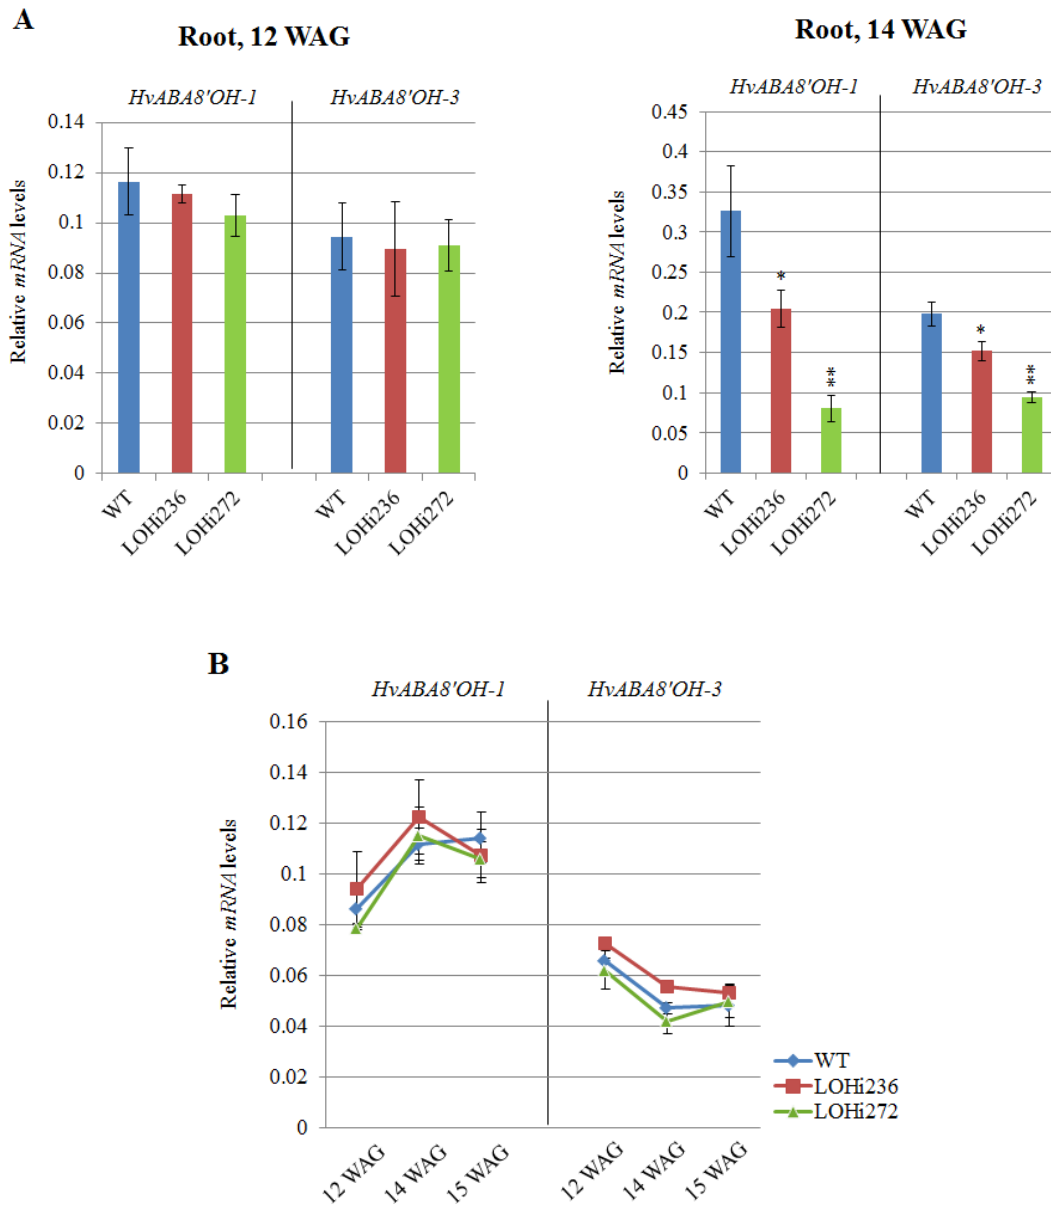 A
Root, 12 WAG
HvABA8'OH-1
HvABA8'OH-3
Relative mRNA levels
0.14
0.12
0.1
0.08
0.06
0.04
0.02
0
WT
LOHi236
LOHi272
WT
LOHi236
LOHi272
Root, 14 WAG
HvABA8'OH-1
HvABA8'OH-3
Relative mRNA levels
0.45
0.4
0.35
0.3
0.25
0.2
0.15
0.1
0.05
0
*
**
*
**
WT
LOHi236
LOHi272
WT
LOHi236
LOHi272
B
HvABA8'OH-1
HvABA8'OH-3
Relative mRNA levels
0.16
0.14
0.12
0.1
0.08
0.06
0.04
0.02
0
12 WAG
14 WAG
15 WAG
12 WAG
14 WAG
15 WAG
WT
LOHi236
LOHi272